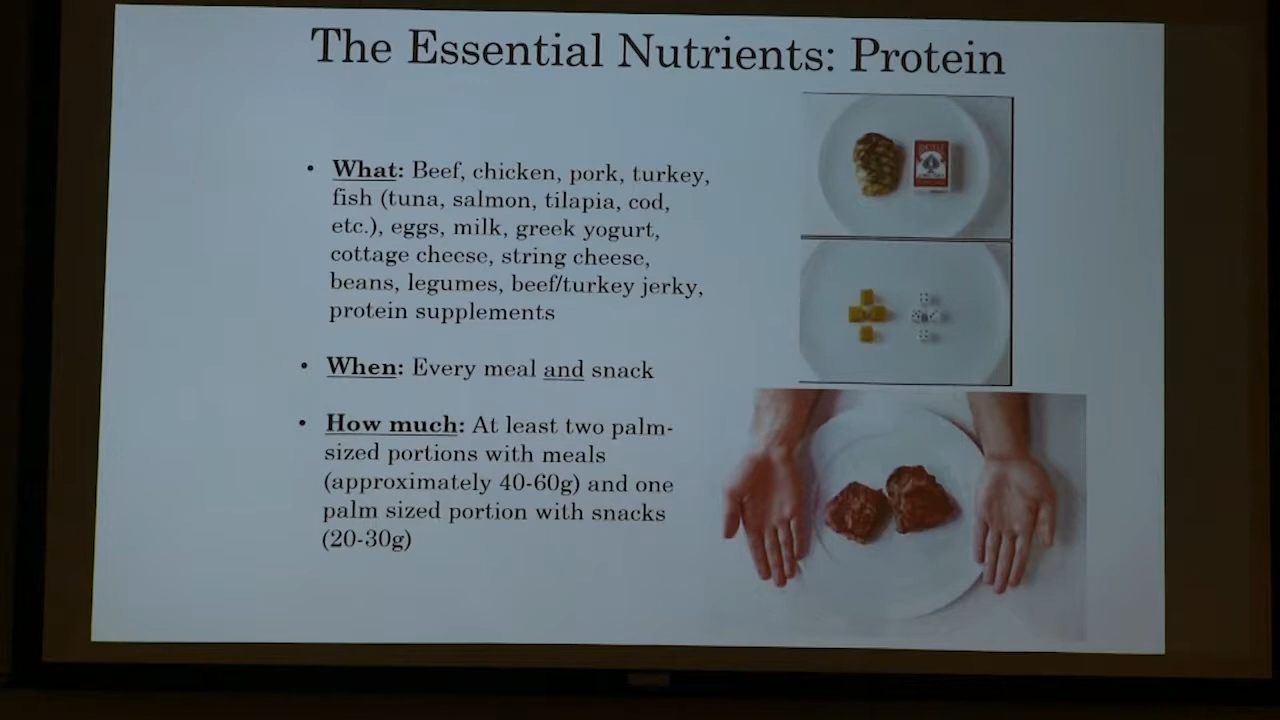 The Essential Nutrients: Protein
• What: Beef, chicken, pork, turkey,
fish (tuna, salmon, tilapia, cod,
etc.), eggs, milk, greek yogurt,
cottage cheese, string cheese,
beans, legumes, beef/turkey jerky,
protein supplements
• When: Every meal and snack
• How much: At least two palm-
sized portions with meals
(approximately 40-60g) and one
palm sized portion with snacks
(20-30g)
BICYCLE